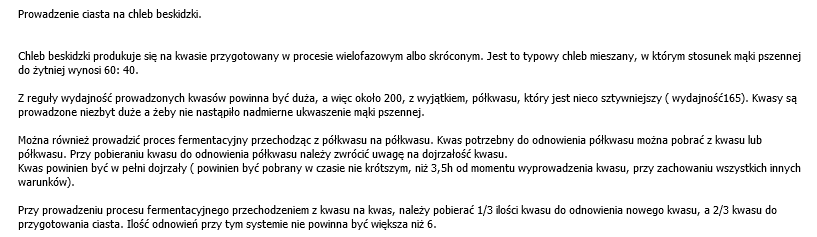 Prowadzenie ciasta na chleb beskidzki.
Chleb beskidzki produkuje się na kwasie przygotowany w procesie wielofazowym albo skróconym. Jest to typowy chleb mieszany, w którym stosunek mąki pszennej
do żytniej wynosi 60: 40.
Z reguły wydajność prowadzonych kwasów powinna być duża, a więc około 200, z wyjątkiem, półkwasu, który jest nieco sztywniejszy ( wydajność165). Kwasy są
prowadzone niezbyt duże a żeby nie nastąpiło nadmierne ukwaszenie mąki pszennej.
Można również prowadzić proces fermentacyjny przechodząc z półkwasu na półkwasu. Kwas potrzebny do odnowienia półkwasu można pobrać z kwasu lub
półkwasu. Przy pobieraniu kwasu do odnowienia półkwasu należy zwrócić uwagę na dojrzałość kwasu.
Kwas powinien być w pełni dojrzały ( powinien być pobrany w czasie nie krótszym, niż 3,5h od momentu wyprowadzenia kwasu, przy zachowaniu wszystkich innych
warunków).
Przy prowadzeniu procesu fermentacyjnego przechodzeniem z kwasu na kwas, należy pobierać 1/3 ilości kwasu do odnowienia nowego kwasu, a 2/3 kwasu do
przygotowania ciasta. Ilość odnowień przy tym systemie nie powinna być większa niż 6.